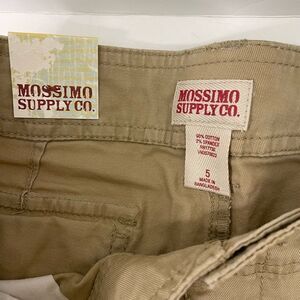 MOSSIMO
SUPPLY CO.
MOSSIMO
SUPPLY CO.
98% COTTON
2% SPANDEX
5
MADE IN
BANGLADESH